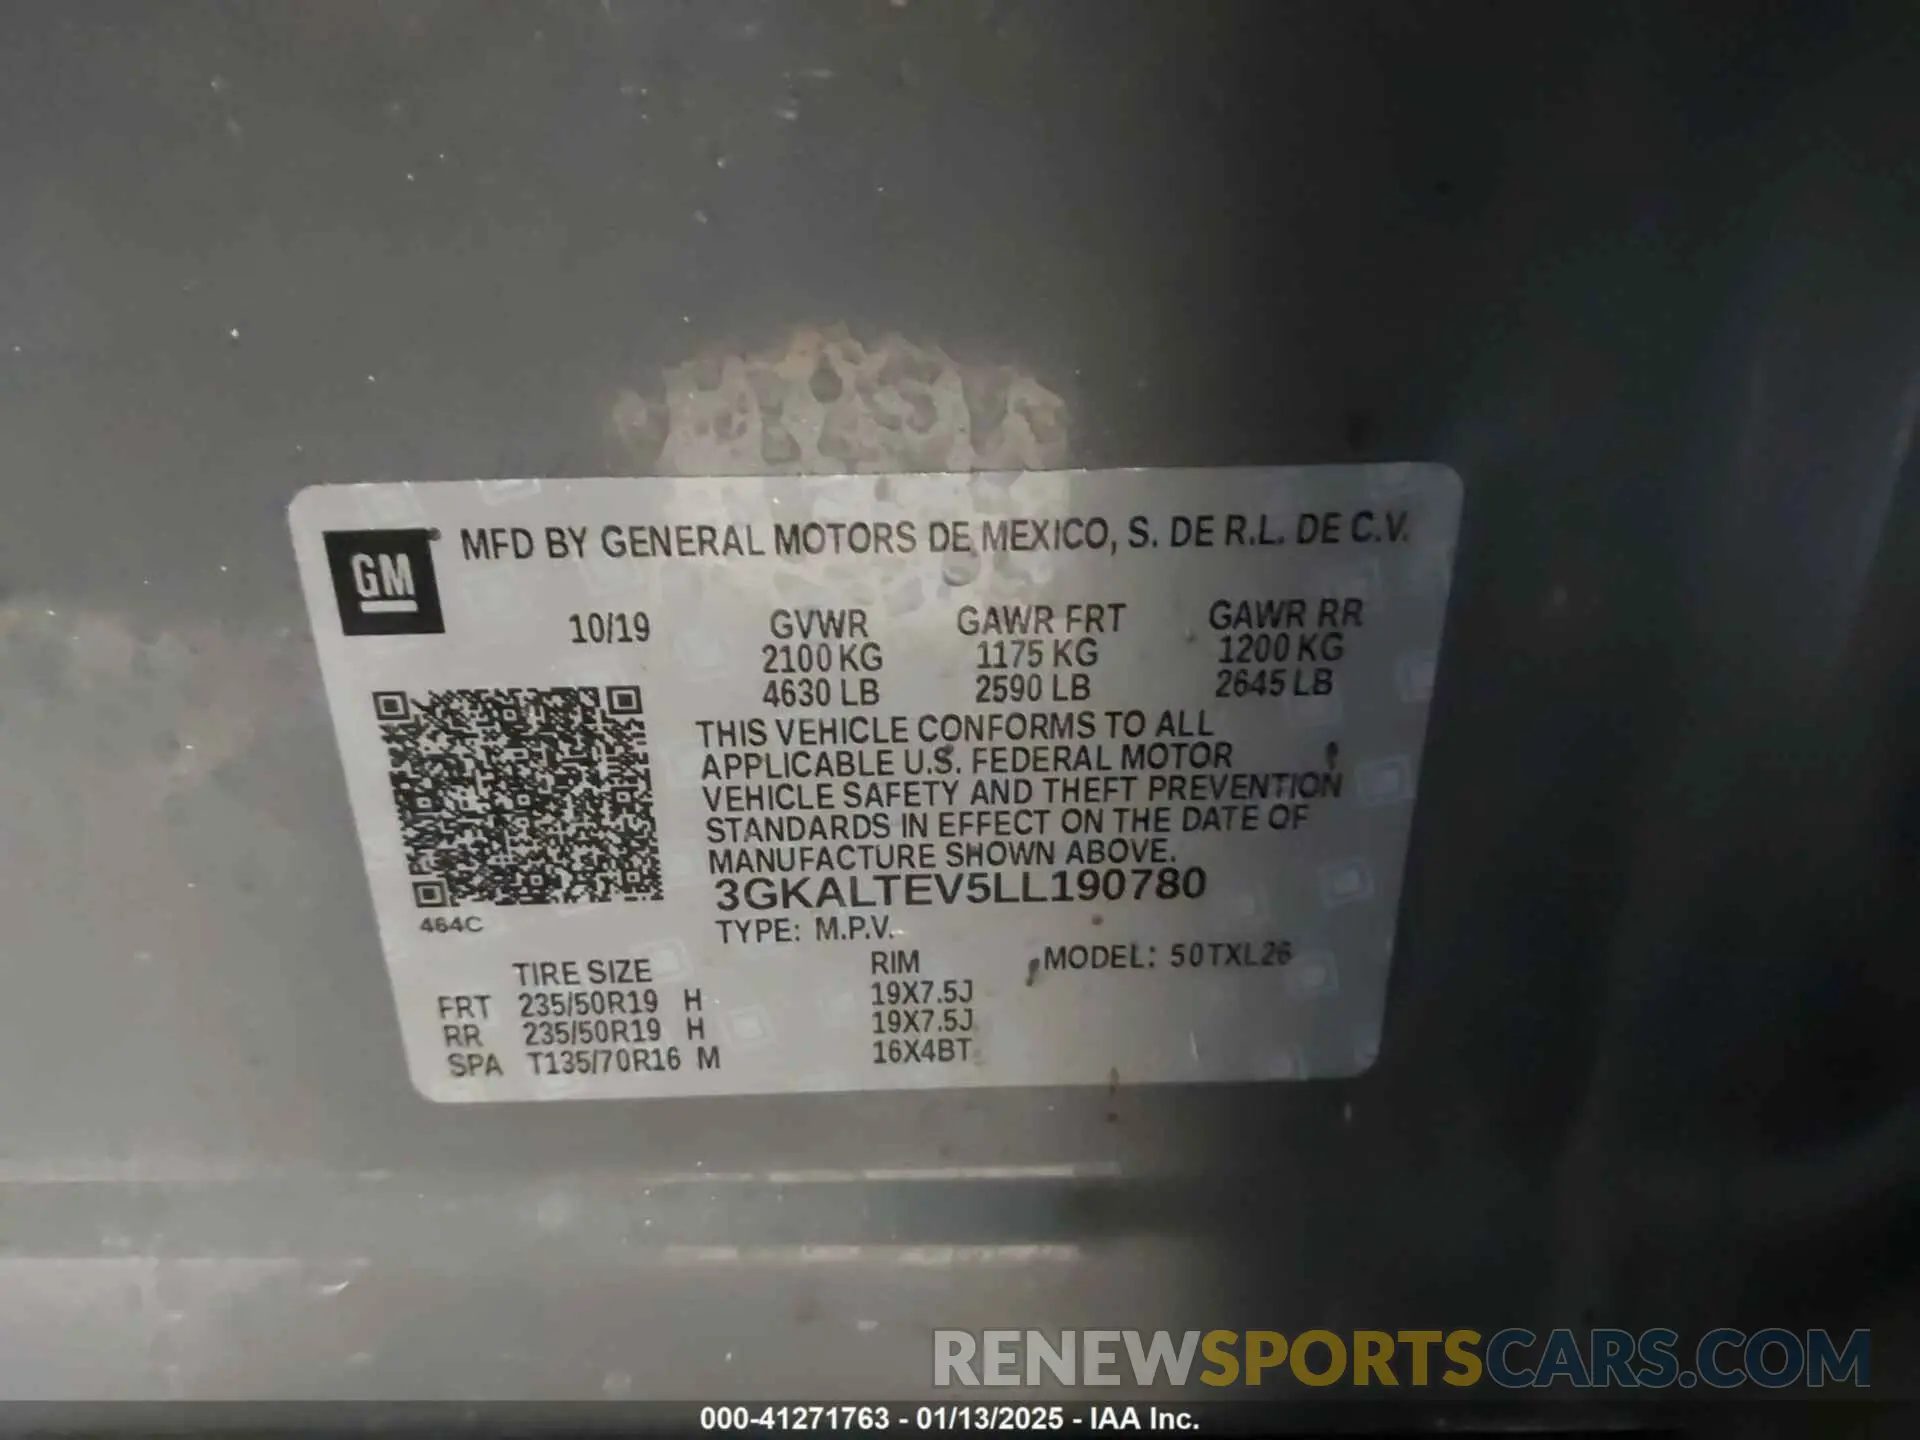 GM® MFD BY GENERAL MOTORS DE MEXICO, S. DE R.L. DE C.V.
10/19 GVWR GAWR FRT GAWR RR
2100 KG 1175 KG 1200 KG
4630 LB 2590 LB 2645 LB
THIS VEHICLE CONFORMS TO ALL
APPLICABLE U.S. FEDERAL MOTOR
VEHICLE SAFETY AND THEFT PREVENTION
STANDARDS IN EFFECT ON THE DATE OF
MANUFACTURE SHOWN ABOVE.
3GKALTEV5LL190780
464C TYPE: M.P.V.
TIRE SIZE RIM MODEL: 50TXL26
FRT 235/50R19 H 19X7.5J
RR 235/50R19 H 19X7.5J
SPA T135/70R16 M 16X4BT
RENEWSPORTSCARS.COM
000-41271763 - 01/13/2025 - IAA Inc.